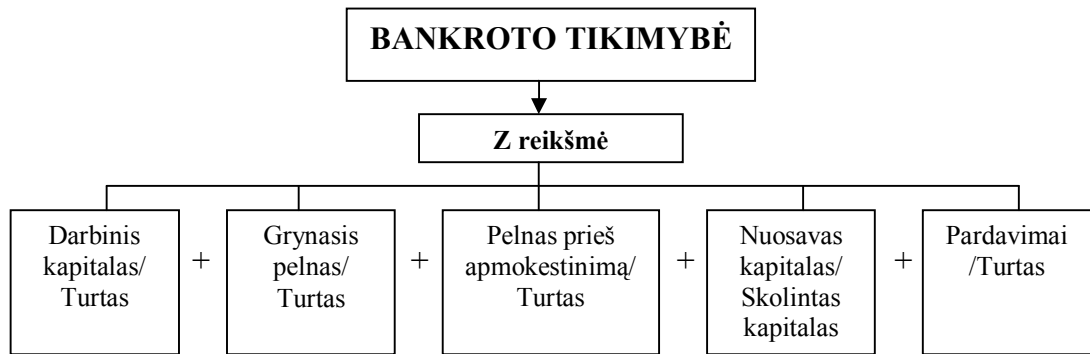 BANKROTO TIKIMYBĖ
Z reikšmė
Darbinis
kapitalas/
Turtas
+
Grynasis
pelnas/
Turtas
+
Pelnas prieš
apmokestinimą/
Turtas
+
Nuosavas
kapitalas/
Skolintas
kapitalas
+
Pardavimai
/Turtas